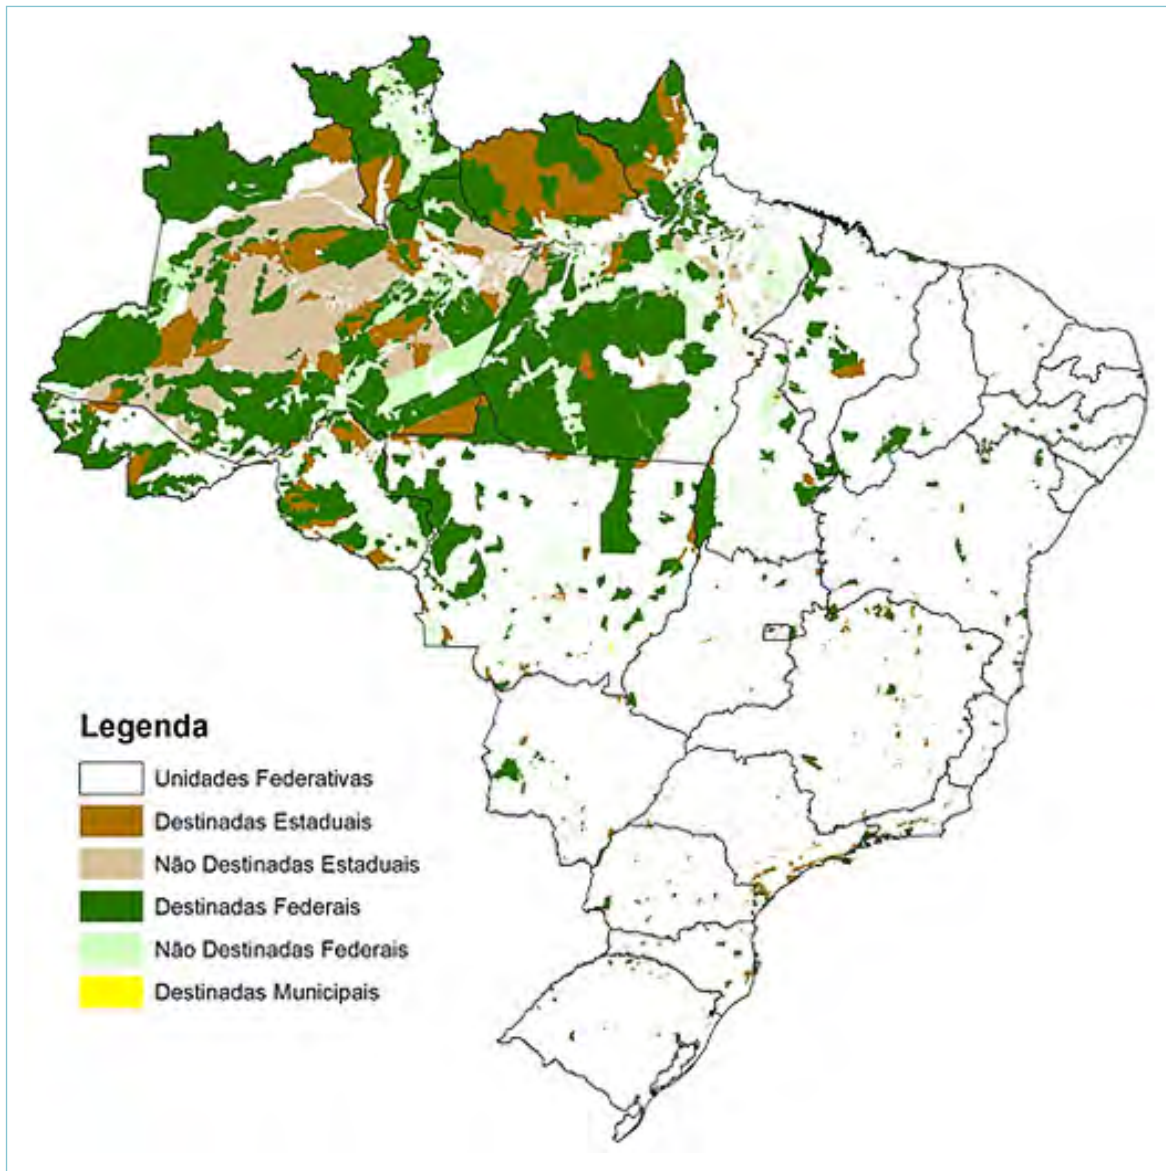 Legenda
Unidades Federativas
Destinadas Estaduais
Não Destinadas Estaduais
Destinadas Federais
Não Destinadas Federais
Destinadas Municipais